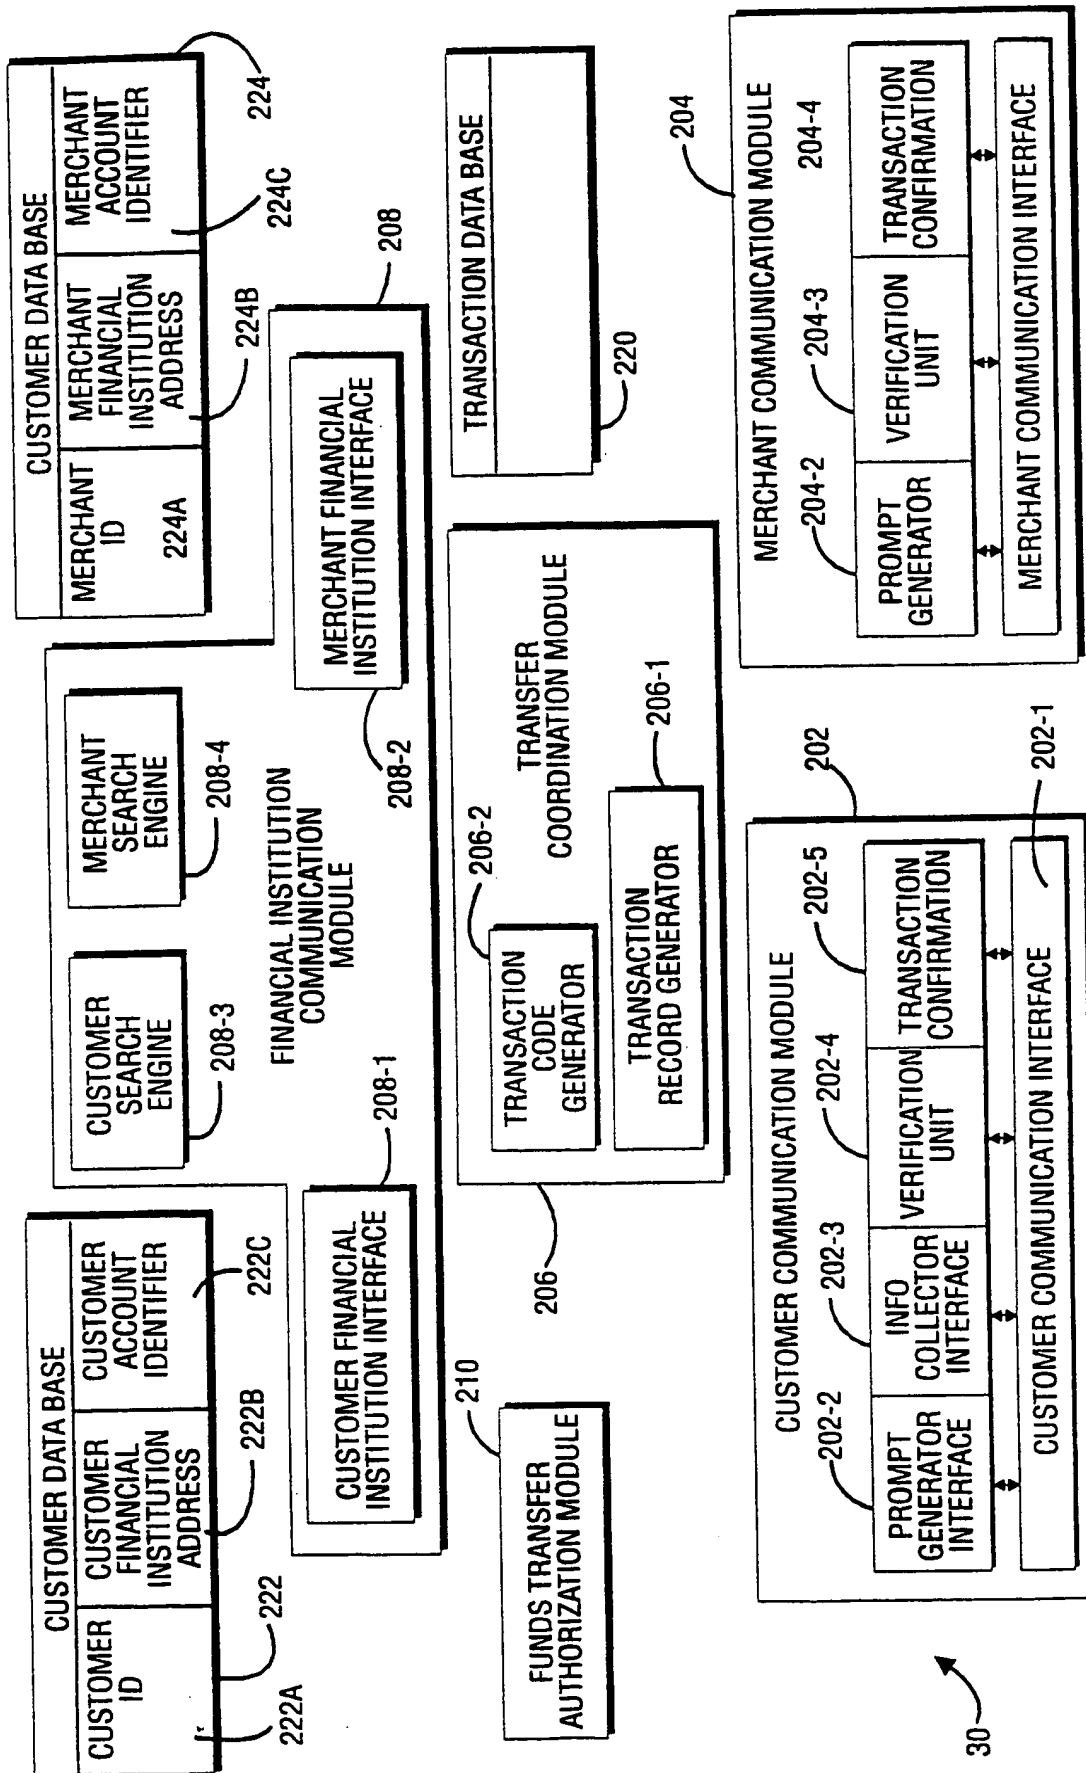 CUSTOMER DATA BASE
CUSTOMER
ID
CUSTOMER
FINANCIAL
INSTITUTION
ADDRESS
CUSTOMER
ACCOUNT
IDENTIFIER
222A
222
222B
222C
CUSTOMER
SEARCH
ENGINE
208-3
MERCHANT
SEARCH
ENGINE
208-4
FINANCIAL INSTITUTION
COMMUNICATION
MODULE
CUSTOMER FINANCIAL
INSTITUTION INTERFACE
208-1
MERCHANT FINANCIAL
INSTITUTION INTERFACE
208-2
208
CUSTOMER DATA BASE
MERCHANT
ID
224A
MERCHANT
FINANCIAL
INSTITUTION
ADDRESS
224B
MERCHANT
ACCOUNT
IDENTIFIER
224C
224
FUNDS TRANSFER
AUTHORIZATION MODULE
210
206
TRANSACTION
CODE
GENERATOR
206-2
TRANSFER
COORDINATION MODULE
TRANSACTION
RECORD GENERATOR
206-1
TRANSACTION DATA BASE
220
30
CUSTOMER COMMUNICATION MODULE
202
202-2
202-3
202-4
202-5
PROMPT
GENERATOR
INTERFACE
INFO
COLLECTOR
INTERFACE
VERIFICATION
UNIT
TRANSACTION
CONFIRMATION
CUSTOMER COMMUNICATION INTERFACE
202-1
MERCHANT COMMUNICATION MODULE
204
204-2
204-3
204-4
PROMPT
GENERATOR
VERIFICATION
UNIT
TRANSACTION
CONFIRMATION
MERCHANT COMMUNICATION INTERFACE